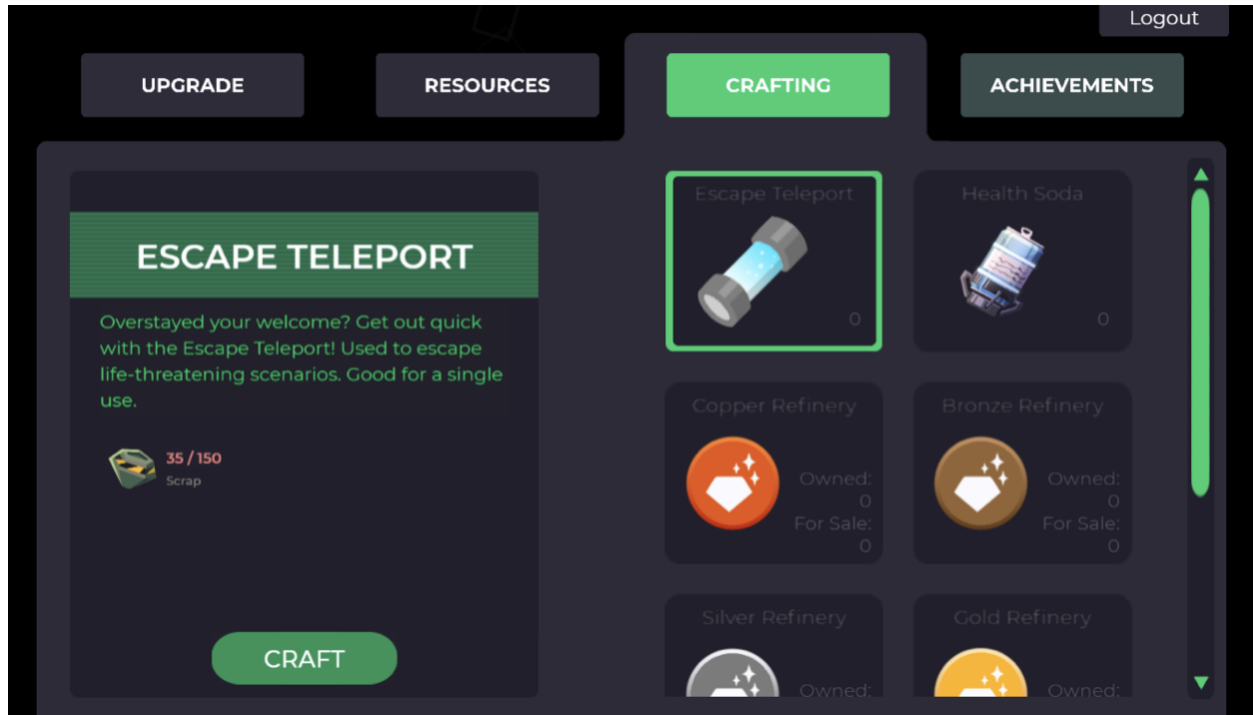 Logout
UPGRADE
RESOURCES
CRAFTING
ACHIEVEMENTS
ESCAPE TELEPORT
Overstayed your welcome? Get out quick
with the Escape Teleport! Used to escape
life-threatening scenarios. Good for a single
use.
35 / 150
Scrap
CRAFT
Escape Teleport
0
Health Soda
0
Copper Refinery
Owned:
0
For Sale:
0
Bronze Refinery
Owned:
0
For Sale:
0
Silver Refinery
Owned:
Gold Refinery
Owned: